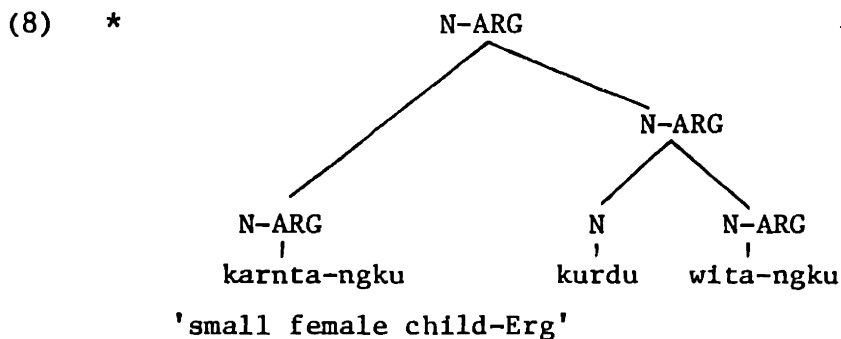 (8) * N-ARG
N-ARG
N-ARG N N-ARG
karnta-ngku kurdu wita-ngku
'small female child-Erg'